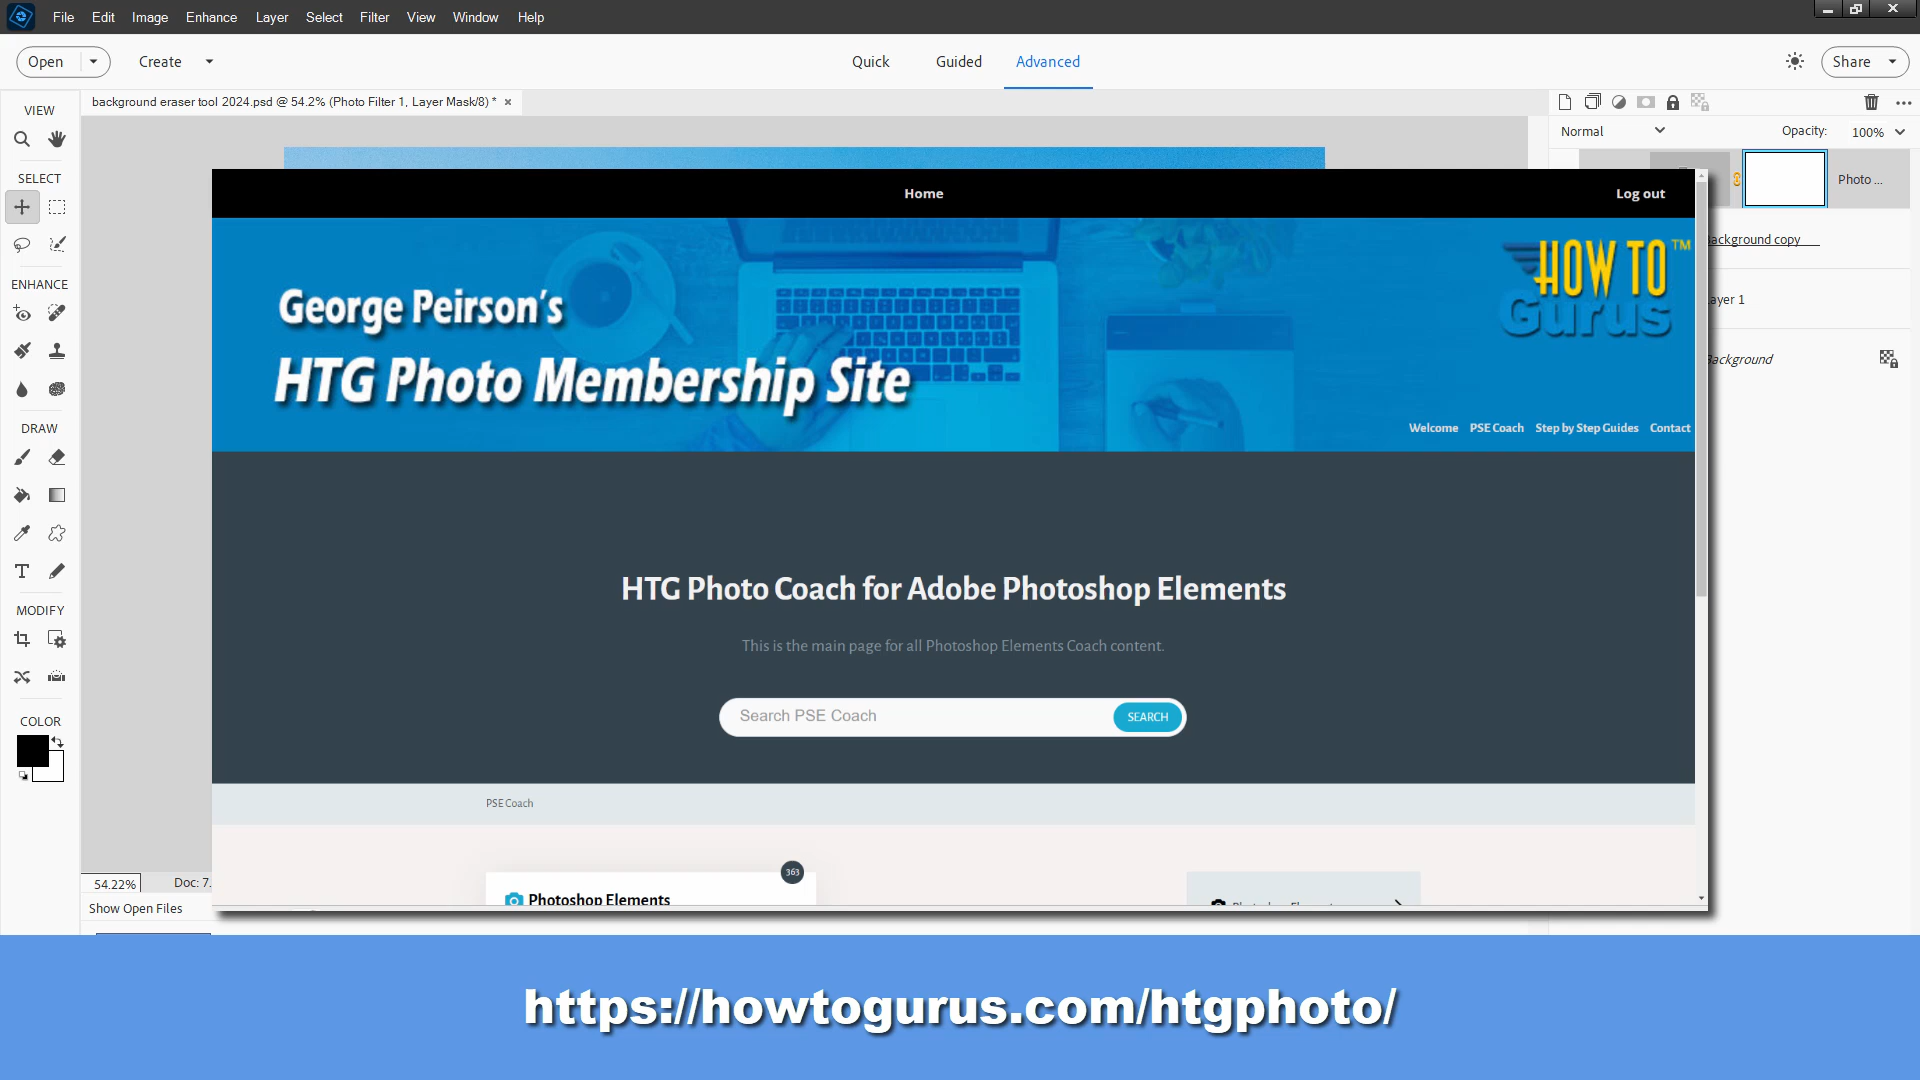 File Edit Image Enhance Layer Select Filter View Window Help
Open Create Quick Guided Advanced Share
VIEW
background eraser tool 2024.psd @ 54.2% (Photo Filter 1, Layer Mask/8) *
Normal Opacity: 100%
SELECT
Photo ...
Home Log out
HOW TO™
Gurus
ackground copy
George Peirson's
HTG Photo Membership Site
ENHANCE
ayer 1
ackground
Welcome PSE Coach Step by Step Guides Contact
DRAW
HTG Photo Coach for Adobe Photoshop Elements
MODIFY
This is the main page for all Photoshop Elements Coach content.
Search PSE Coach SEARCH
COLOR
PSE Coach
363
54.22% Doc: 7.
Photoshop Elements
Show Open Files
https://howtogurus.com/htgphoto/